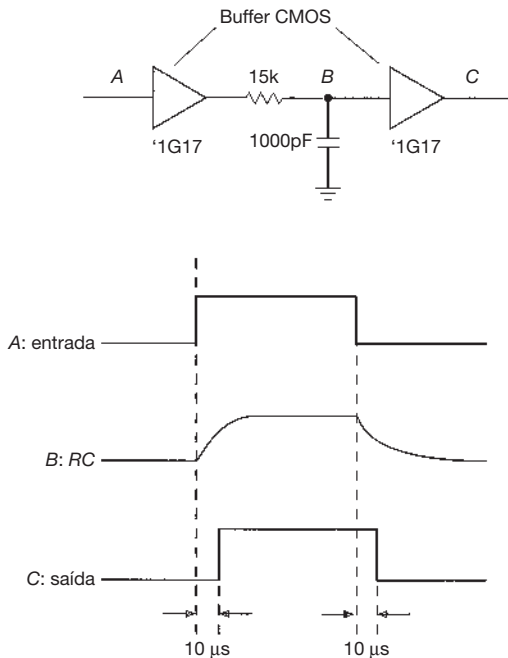 Buffer CMOS
A 15k B C
‘1G17 1000pF ‘1G17
A: entrada
B: RC
C: saída
10 μs 10 μs